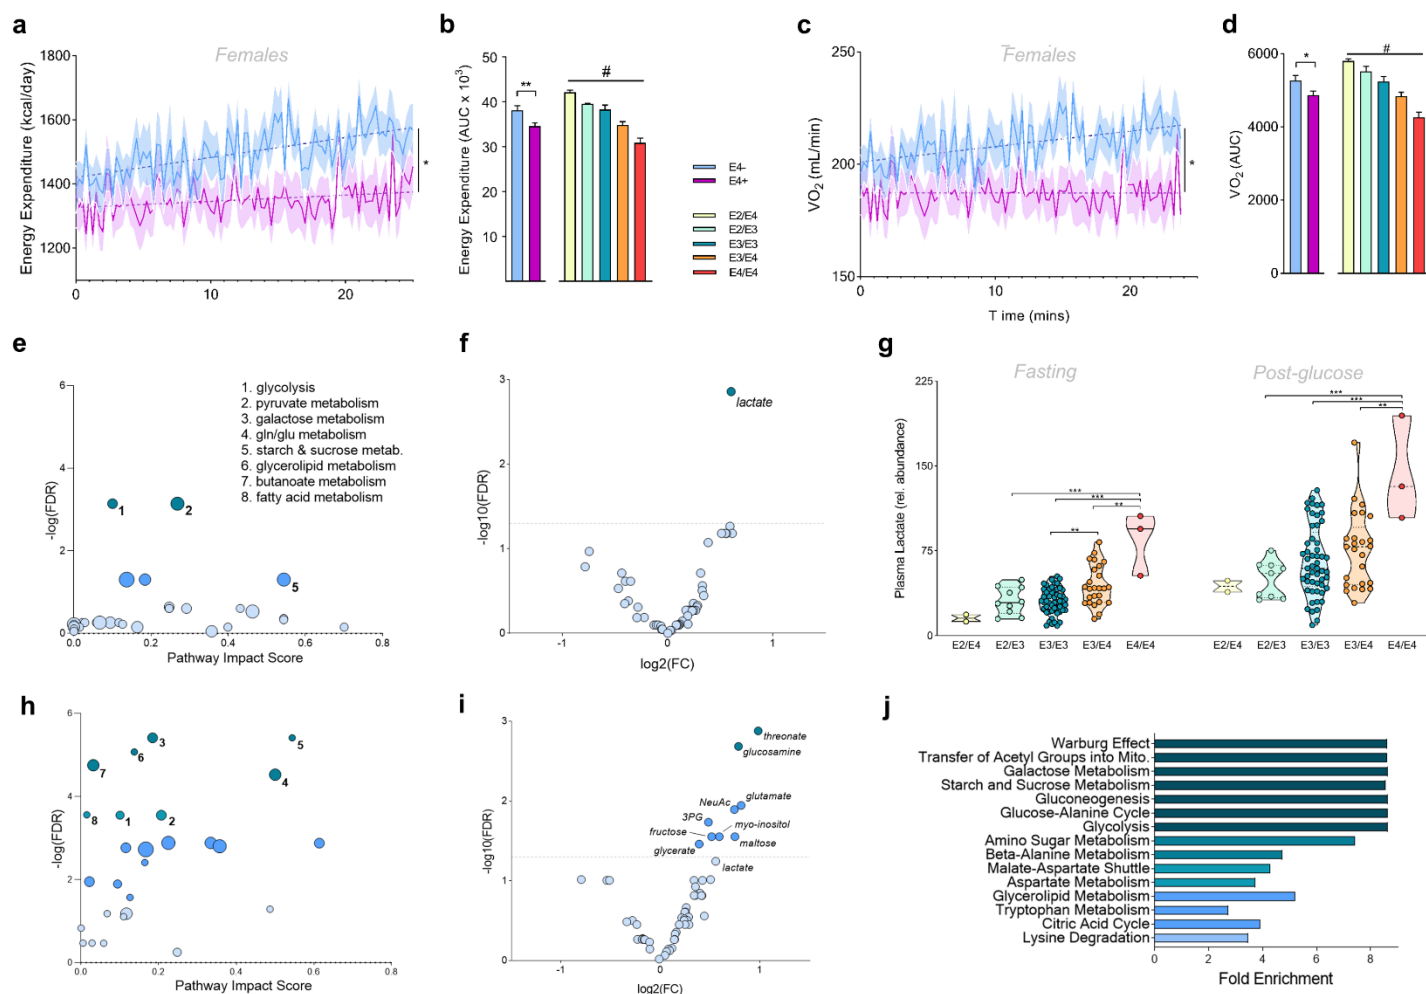 a
Females
Energy Expenditure (kcal/day)
1800
1600
1400
1200
0
10
20
b
Energy Expenditure (AUC x 10³)
50
40
30
20
10
**
#
E4-
E4+
E2/E4
E2/E3
E3/E3
E3/E4
E4/E4
*
c
Females
VO₂ (mL/min)
250
200
150
0
10
20
T ime (mins)
*
d
VO₂ (AUC)
6000
4000
2000
0
*
#
e
-log(FDR)
6
4
2
0
0.0
0.2
0.4
0.6
0.8
Pathway Impact Score
1. glycolysis
2. pyruvate metabolism
3. galactose metabolism
4. gln/glu metabolism
5. starch & sucrose metab.
6. glycerolipid metabolism
7. butanoate metabolism
8. fatty acid metabolism
1
2
5
f
-log10(FDR)
3
2
1
0
-1
0
1
log2(FC)
lactate
g
Fasting
Post-glucose
Plasma Lactate (rel. abundance)
225
150
75
0
***
***
**
**
***
***
**
E2/E4
E2/E3
E3/E3
E3/E4
E4/E4
E2/E4
E2/E3
E3/E3
E3/E4
E4/E4
h
-log(FDR)
6
4
2
0
0.0
0.2
0.4
0.6
0.8
Pathway Impact Score
3
5
6
7
4
8
1
2
i
-log10(FDR)
3
2
1
0
-1
0
1
log2(FC)
threonate
glucosamine
NeuAc
glutamate
3PG
myo-inositol
fructose
maltose
glycerate
lactate
j
Warburg Effect
Transfer of Acetyl Groups into Mito.
Galactose Metabolism
Starch and Sucrose Metabolism
Gluconeogenesis
Glucose-Alanine Cycle
Glycolysis
Amino Sugar Metabolism
Beta-Alanine Metabolism
Malate-Aspartate Shuttle
Aspartate Metabolism
Glycerolipid Metabolism
Tryptophan Metabolism
Citric Acid Cycle
Lysine Degradation
0
2
4
6
8
Fold Enrichment